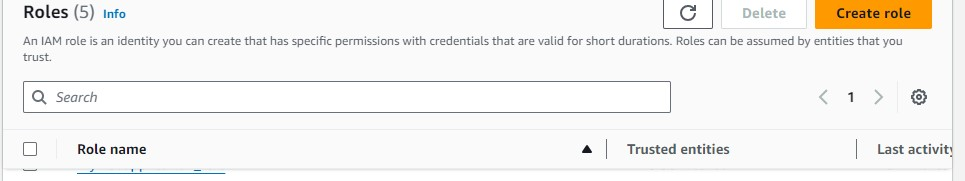 Roles (5) Info
Delete
Create role
An IAM role is an identity you can create that has specific permissions with credentials that are valid for short durations. Roles can be assumed by entities that you
trust.
Search
1
Role name
Trusted entities
Last activity